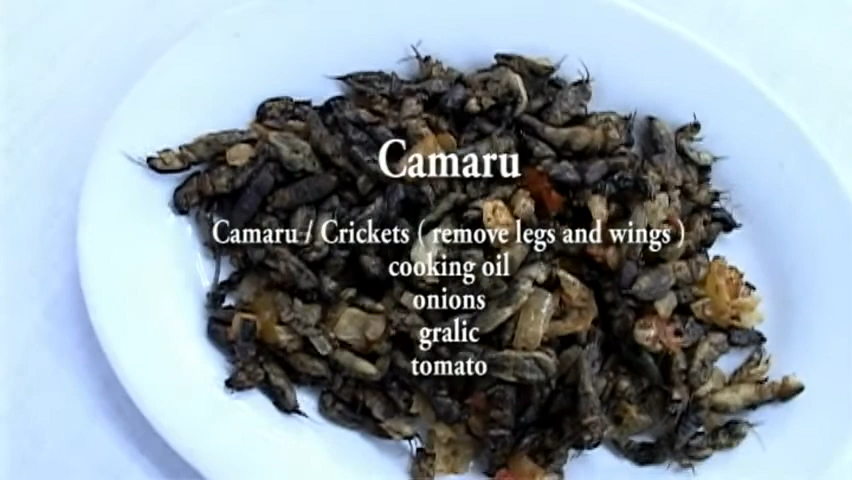 Camaru
Camaru / Crickets ( remove legs and wings )
cooking oil
onions
gralic
tomato